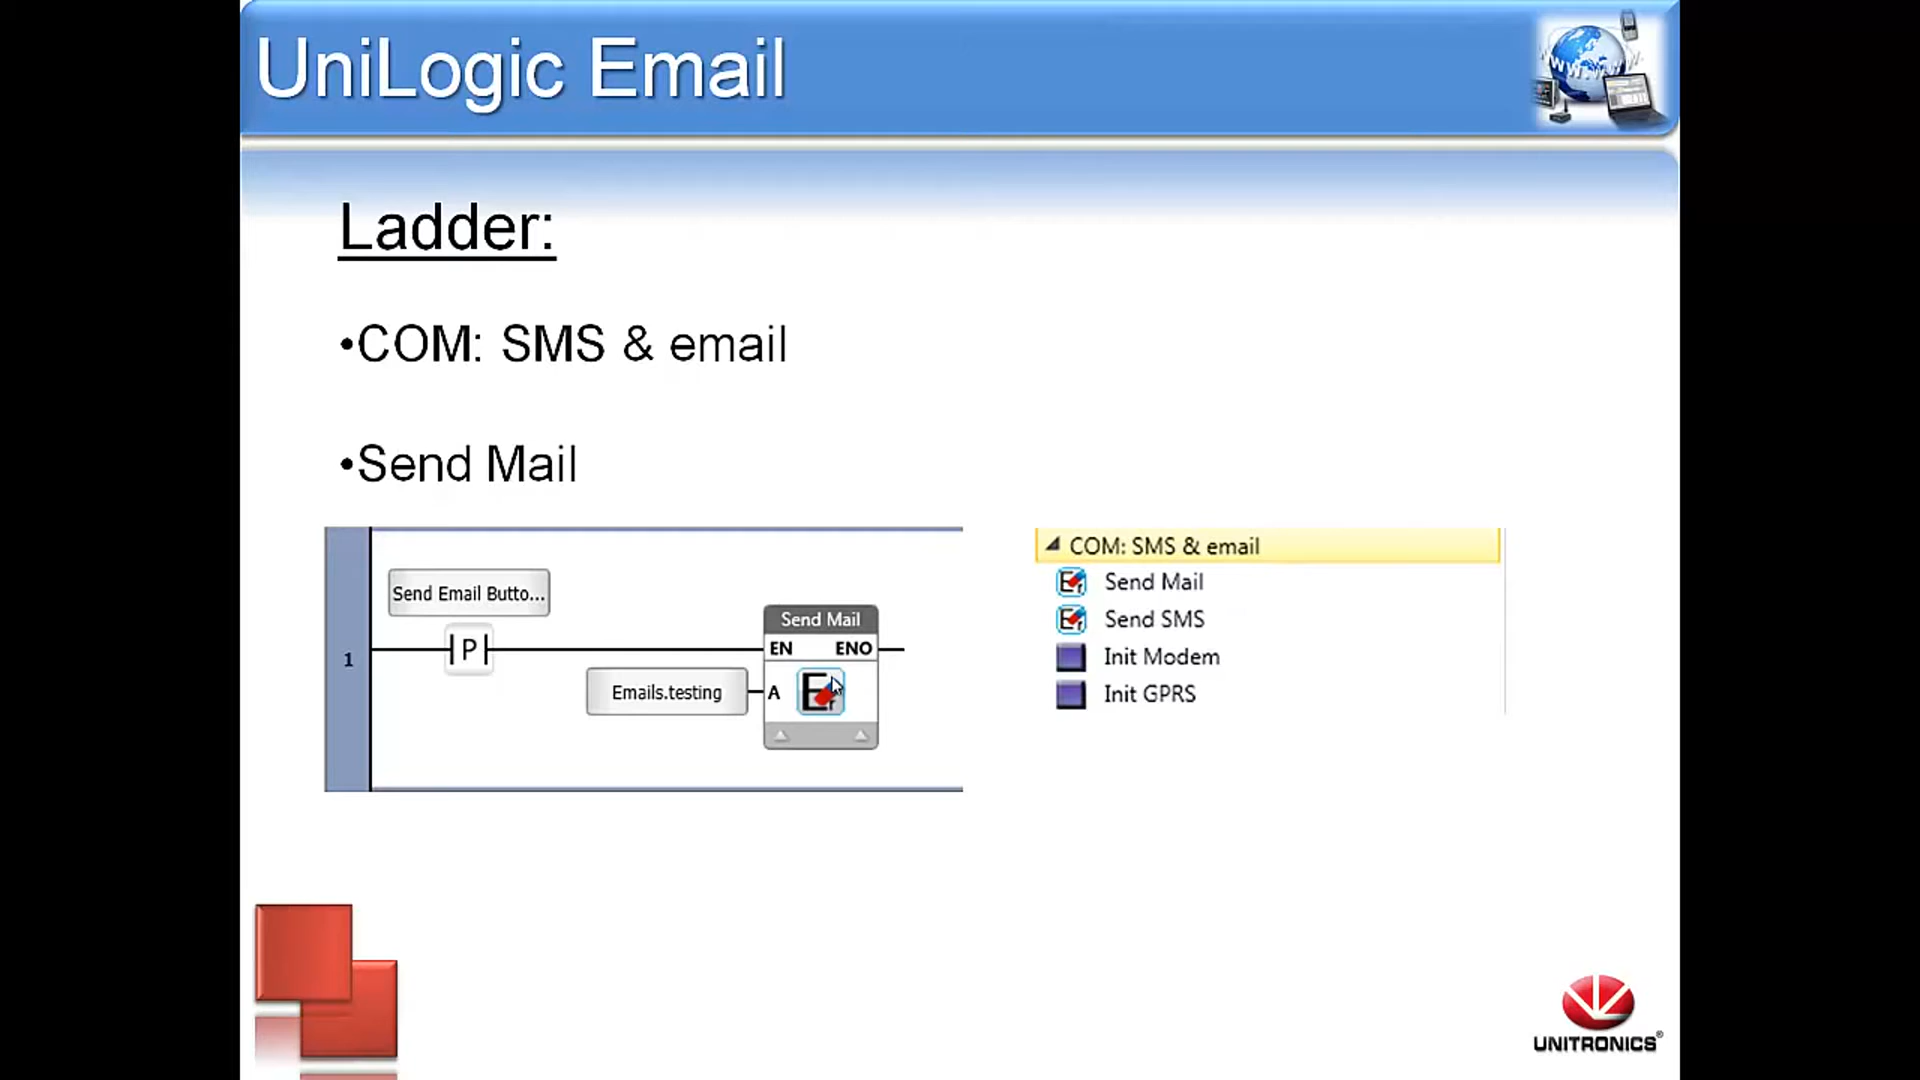 UniLogic Email
www
Ladder:
•COM: SMS & email
•Send Mail
Send Email Butto...
P
1
Send Mail
EN ENO
Emails.testing
A
COM: SMS & email
Send Mail
Send SMS
Init Modem
Init GPRS
UNITRONICS®